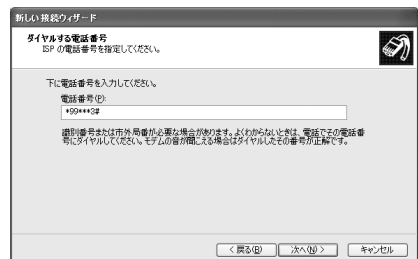 新しい接続ウィザード
ダイヤルする電話番号
ISP の電話番号を指定してください。
下に電話番号を入力してください。
電話番号(P):
*99***3#
識別番号または市外局番が必要な場合があります。よくわからないときは、電話でその電話番
号にダイヤルしてください。モデムの音が聞こえる場合はダイヤルしたその番号が正解です。
< 戻る(B)
次へ(N) >
キャンセル